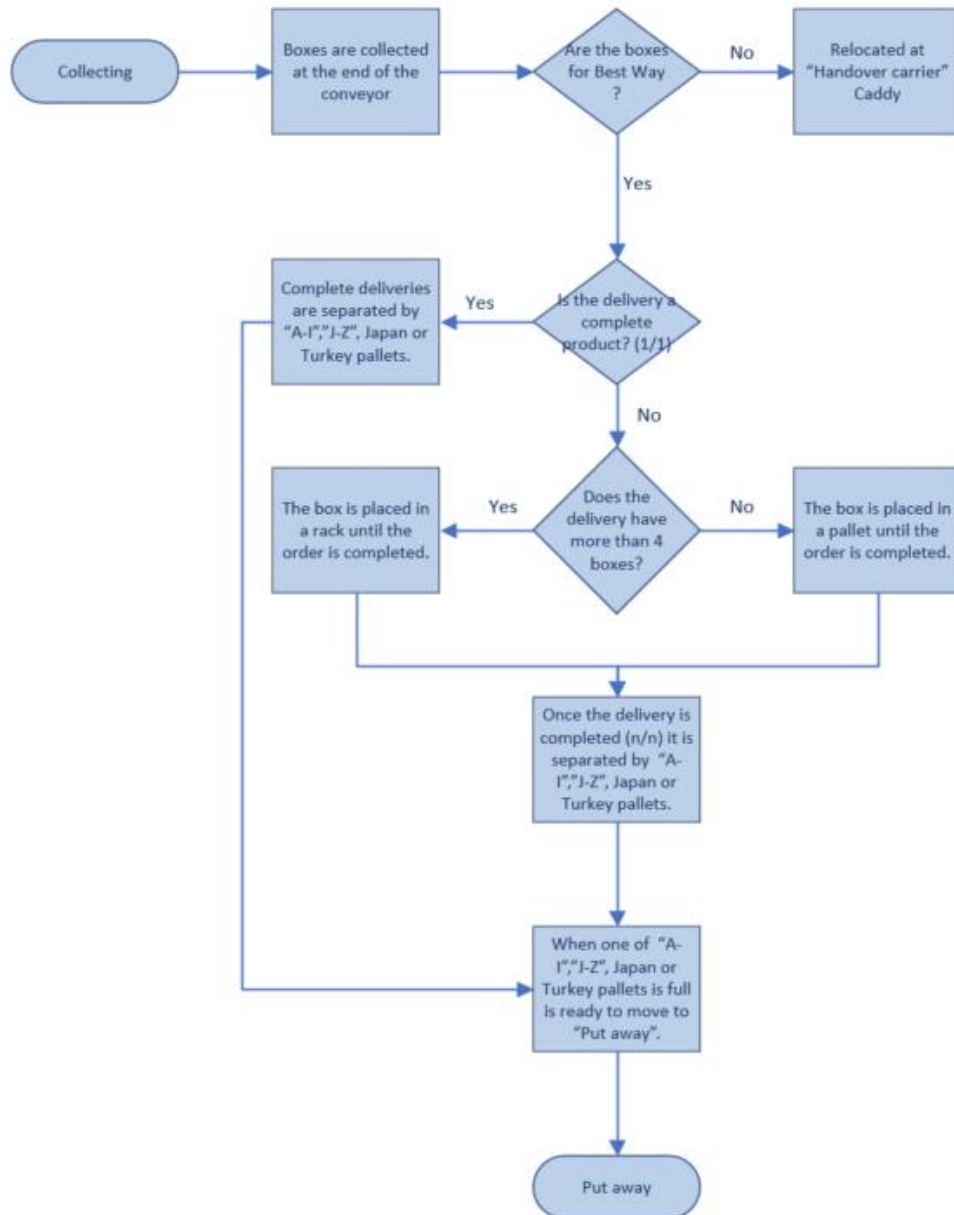 Collecting
Boxes are collected
at the end of the
conveyor
Are the boxes
for Best Way
?
No
Relocated at
“Handover carrier”
Caddy
Yes
Complete deliveries
are separated by
“A-I”,”J-Z”, Japan or
Turkey pallets.
Yes
Is the delivery a
complete
product? (1/1)
No
The box is placed in
a rack until the
order is completed.
Yes
Does the
delivery have
more than 4
boxes?
No
The box is placed in
a pallet until the
order is completed.
Once the delivery is
completed (n/n) it is
separated by “A-
I”,”J-Z”, Japan or
Turkey pallets.
When one of “A-
I”,”J-Z”, Japan or
Turkey pallets is full
is ready to move to
“Put away”.
Put away